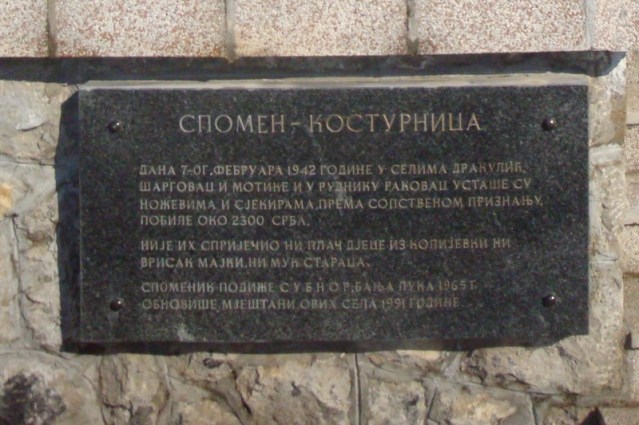 СПОМЕН-КОСТУРНИЦА
ДАНА 7-ОГ. ФЕБРУАРА 1942 ГОДИНЕ У СЕЛИМА ДРАКУЛИЋ,
ШАРГОВАЦ И МОТИКЕ И У РУДНИКУ РАКОВАЦ УСТАШЕ СУ
НОЖЕВИМА И СЈЕКИРАМА, ПРЕМА СОПСТВЕНОМ ПРИЗНАЊУ,
ПОБИЛЕ ОКО 2300 СРБА.
НИЈЕ ИХ СПРИЈЕЧИО НИ ПЛАЧ ДЈЕЦЕ ИЗ КОПИЈЕВКИ НИ
ВРИСАК МАЈКИ, НИ МУК СТАРАЦА.
СПОМЕНИК ПОДИЖЕ С У Б Н О Р, БАЊА ЛУКА 1965 Г.
ОБНОВИШЕ МЈЕШТАНИ ОВИХ СЕЛА 1991 ГОДИНЕ